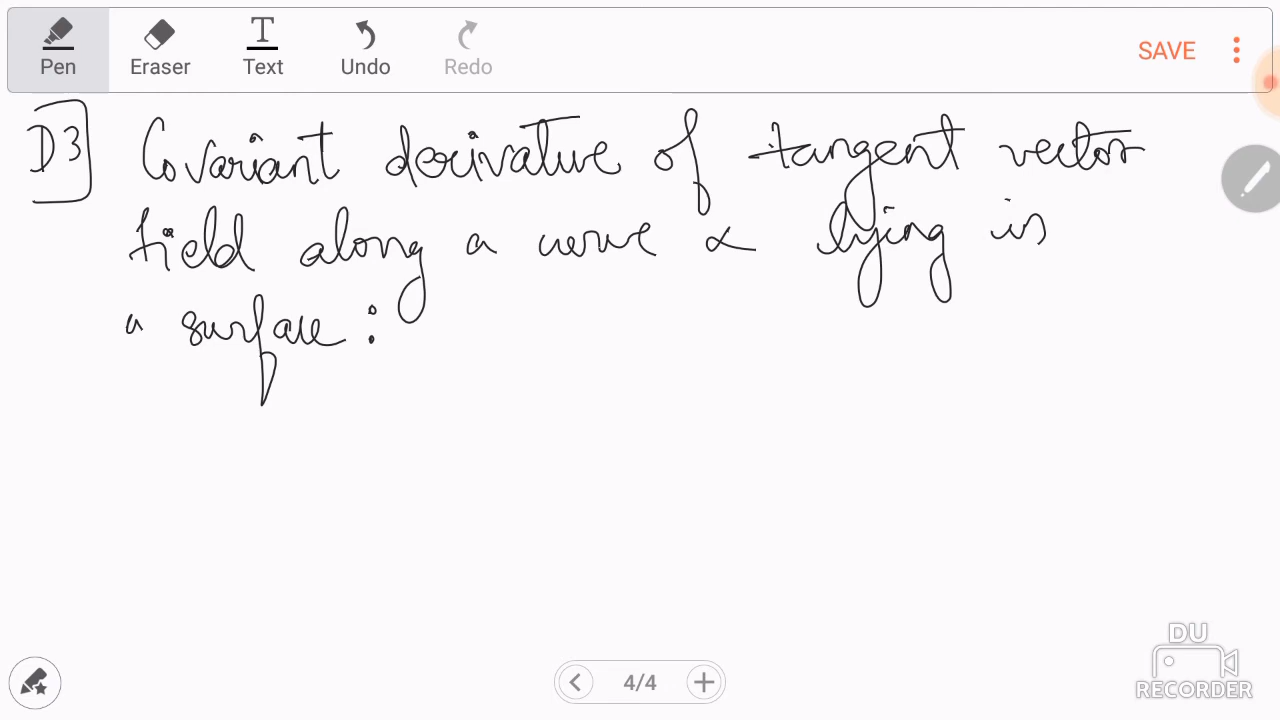 Pen Eraser Text Undo Redo SAVE
D3] Covariant derivative of tangent vector
field along a curve α lying is
a surface :
4/4
DU
RECORDER